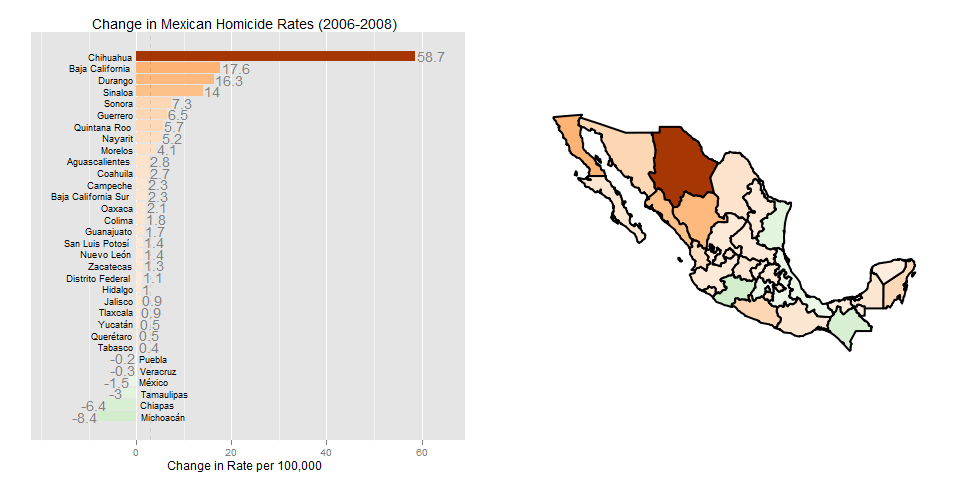 Change in Mexican Homicide Rates (2006-2008)
Chihuahua 58.7
Baja California 17.6
Durango 16.3
Sinaloa 14
Sonora 7.3
Guerrero 6.5
Quintana Roo 5.7
Nayarit 5.2
Morelos 4.1
Aguascalientes 2.8
Coahuila 2.7
Campeche 2.3
Baja California Sur 2.3
Oaxaca 2.1
Colima 1.8
Guanajuato 1.7
San Luis Potosí 1.4
Nuevo León 1.4
Zacatecas 1.3
Distrito Federal 1.1
Hidalgo 1
Jalisco 0.9
Tlaxcala 0.9
Yucatán 0.5
Querétaro 0.5
Tabasco 0.4
-0.2 Puebla
-0.3 Veracruz
-1.5 México
-3 Tamaulipas
-6.4 Chiapas
-8.4 Michoacán
0 20 40 60
Change in Rate per 100,000